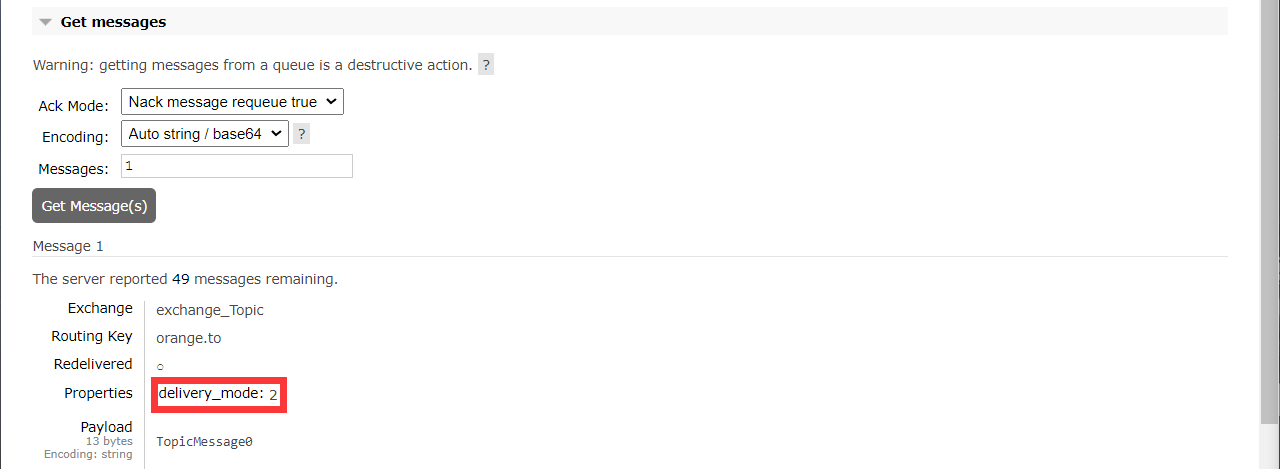 Get messages
Warning: getting messages from a queue is a destructive action. ?
Ack Mode: Nack message requeue true
Encoding: Auto string / base64 ?
Messages: 1
Get Message(s)
Message 1
The server reported 49 messages remaining.
Exchange exchange_Topic
Routing Key orange.to
Redelivered ○
Properties delivery_mode: 2
Payload
13 bytes
Encoding: string
TopicMessage0